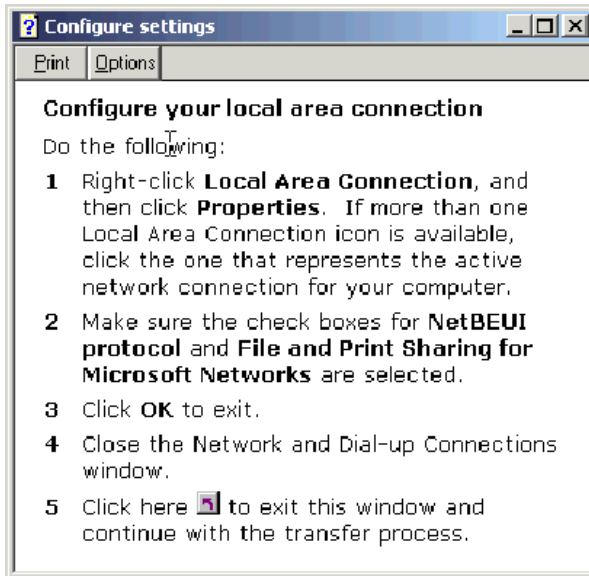 Configure settings
Print Options
Configure your local area connection
Do the following:
1 Right-click Local Area Connection, and
then click Properties. If more than one
Local Area Connection icon is available,
click the one that represents the active
network connection for your computer.
2 Make sure the check boxes for NetBEUI
protocol and File and Print Sharing for
Microsoft Networks are selected.
3 Click OK to exit.
4 Close the Network and Dial-up Connections
window.
5 Click here to exit this window and
continue with the transfer process.